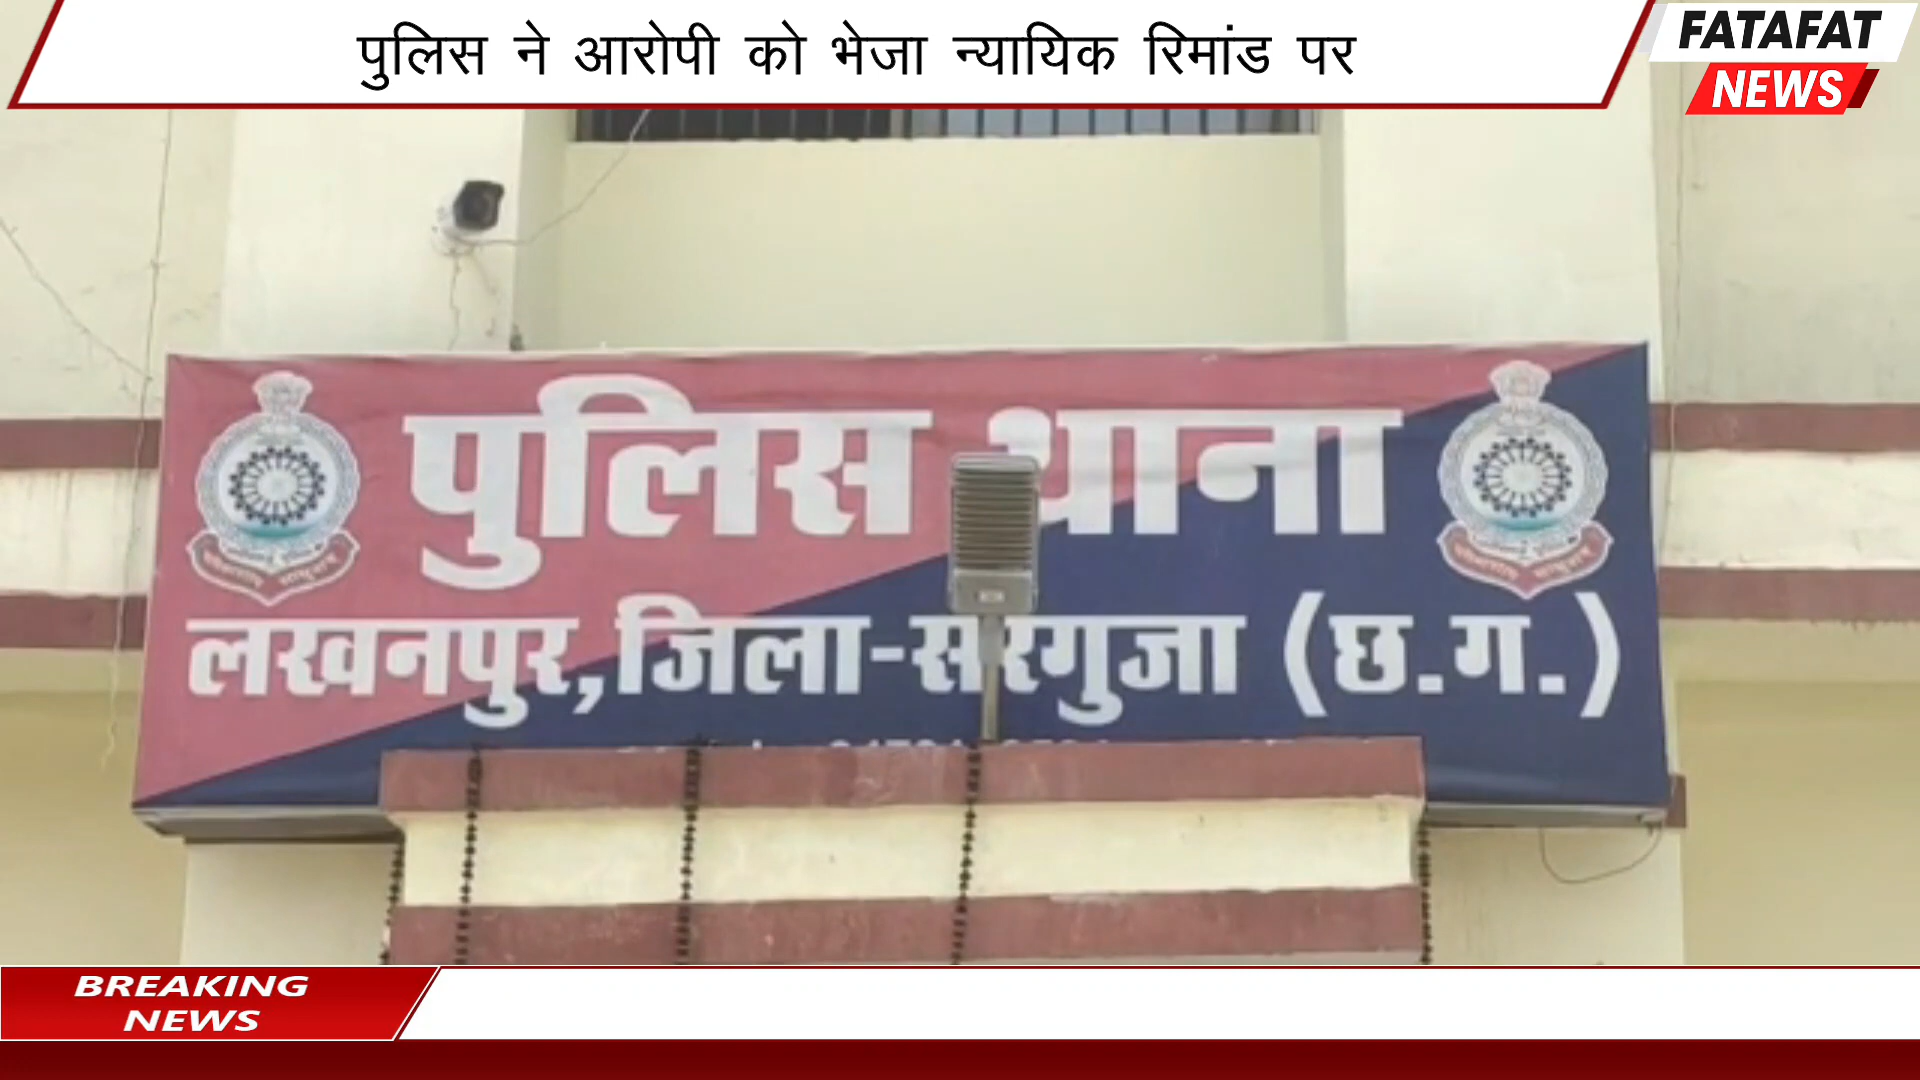 पुलिस ने आरोपी को भेजा न्यायिक रिमांड पर
FATAFAT
NEWS
पुलिस थाना
लखनपुर, जिला-सरगुजा (छ.ग.)
BREAKING
NEWS